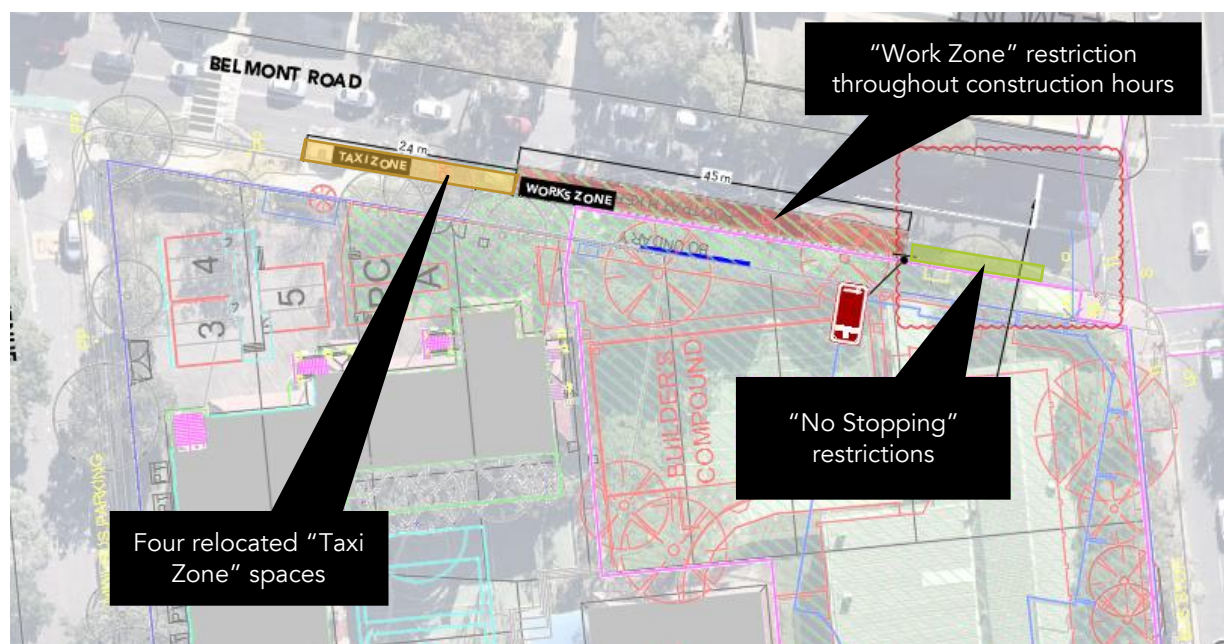 BELMONT ROAD
“Work Zone” restriction
throughout construction hours
24 m
TAXI ZONE
45 m
WORKS ZONE
BOUNDARY
4
3
5
A
BUILDER'S
COMPOUND
“No Stopping”
restrictions
Four relocated “Taxi
Zone” spaces